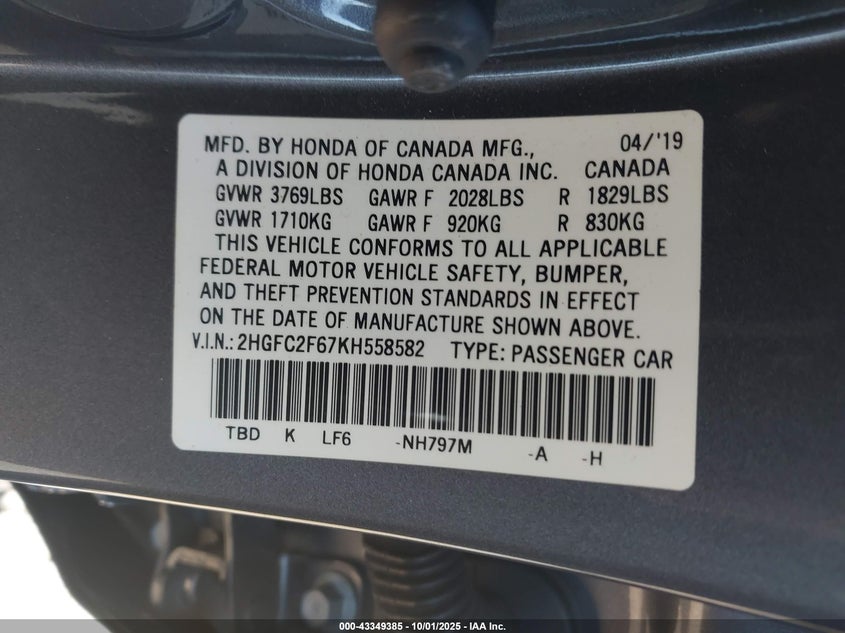 MFD. BY HONDA OF CANADA MFG., 04/'19
A DIVISION OF HONDA CANADA INC. CANADA
GVWR 3769LBS GAWR F 2028LBS R 1829LBS
GVWR 1710KG GAWR F 920KG R 830KG
THIS VEHICLE CONFORMS TO ALL APPLICABLE
FEDERAL MOTOR VEHICLE SAFETY, BUMPER,
AND THEFT PREVENTION STANDARDS IN EFFECT
ON THE DATE OF MANUFACTURE SHOWN ABOVE.
V.I.N.: 2HGFC2F67KH558582 TYPE: PASSENGER CAR
TBD K LF6 -NH797M -A -H
000-43349385 - 10/01/2025 - IAA Inc.